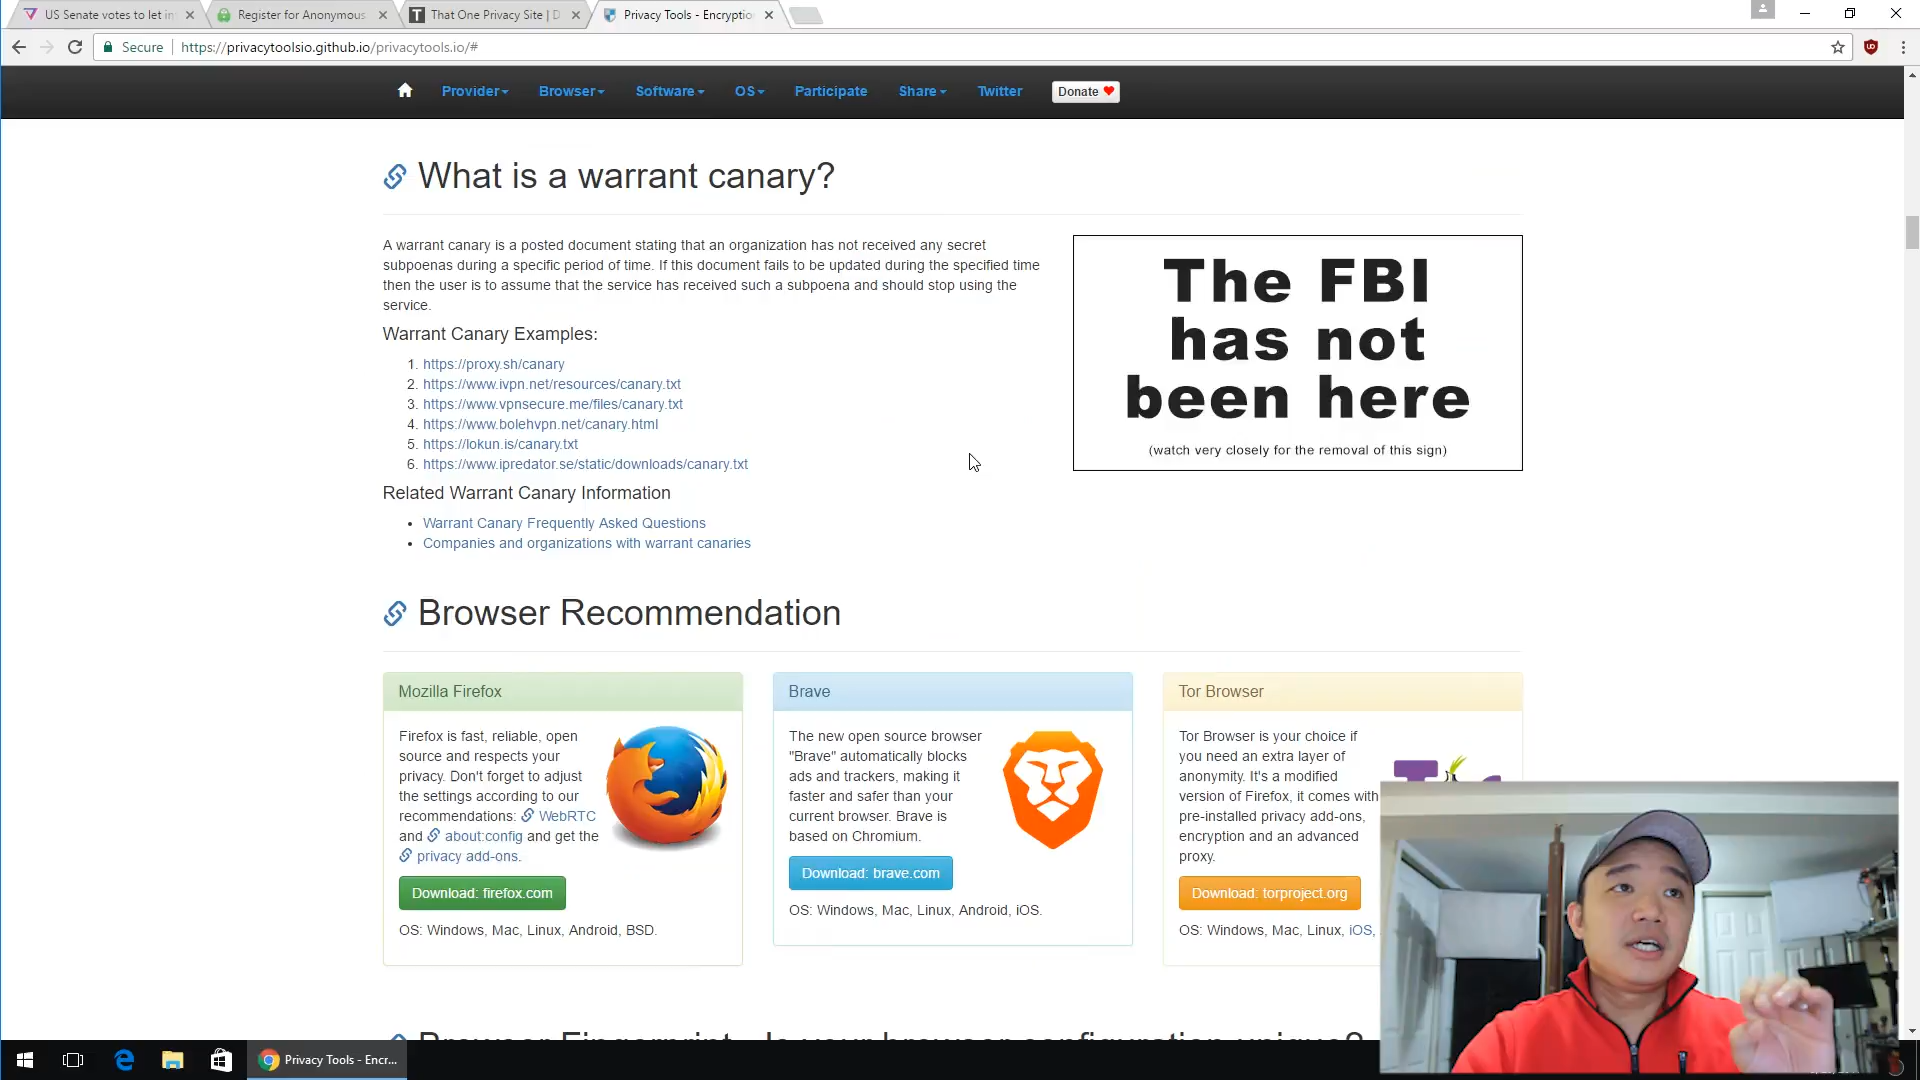 US Senate votes to let in
Register for Anonymous
That One Privacy Site | D
Privacy Tools - Encryptio
Secure
https://privacytoolsio.github.io/privacytools.io/#
Provider
Browser
Software
OS
Participate
Share
Twitter
Donate
What is a warrant canary?
A warrant canary is a posted document stating that an organization has not received any secret
subpoenas during a specific period of time. If this document fails to be updated during the specified time
then the user is to assume that the service has received such a subpoena and should stop using the
service.
Warrant Canary Examples:
1. https://proxy.sh/canary
2. https://www.ivpn.net/resources/canary.txt
3. https://www.vpnsecure.me/files/canary.txt
4. https://www.bolehvpn.net/canary.html
5. https://lokun.is/canary.txt
6. https://www.ipredator.se/static/downloads/canary.txt
Related Warrant Canary Information
• Warrant Canary Frequently Asked Questions
• Companies and organizations with warrant canaries
The FBI
has not
been here
(watch very closely for the removal of this sign)
Browser Recommendation
Mozilla Firefox
Firefox is fast, reliable, open
source and respects your
privacy. Don't forget to adjust
the settings according to our
recommendations: WebRTC
and about:config and get the
privacy add-ons.
Download: firefox.com
OS: Windows, Mac, Linux, Android, BSD.
Brave
The new open source browser
"Brave" automatically blocks
ads and trackers, making it
faster and safer than your
current browser. Brave is
based on Chromium.
Download: brave.com
OS: Windows, Mac, Linux, Android, iOS.
Tor Browser
Tor Browser is your choice if
you need an extra layer of
anonymity. It's a modified
version of Firefox, it comes with
pre-installed privacy add-ons,
encryption and an advanced
proxy.
Download: torproject.org
OS: Windows, Mac, Linux, iOS,
Browser Fingerprint - Is your browser configuration unique?
Privacy Tools - Encr...